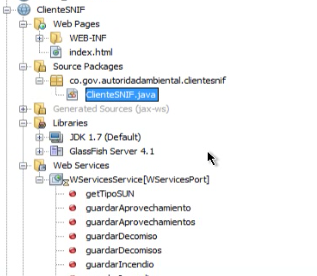 ClienteSNIF
Web Pages
WEB-INF
index.html
Source Packages
co.gov.autoridadambiental.clientesnif
ClienteSNIF.java
Generated Sources (jax-ws)
Libraries
JDK 1.7 (Default)
GlassFish Server 4.1
Web Services
WServicesService[WServicesPort]
getTipoSUN
guardarAprovechamiento
guardarAprovechamientos
guardarDecomiso
guardarDecomisos
guardarIncendio